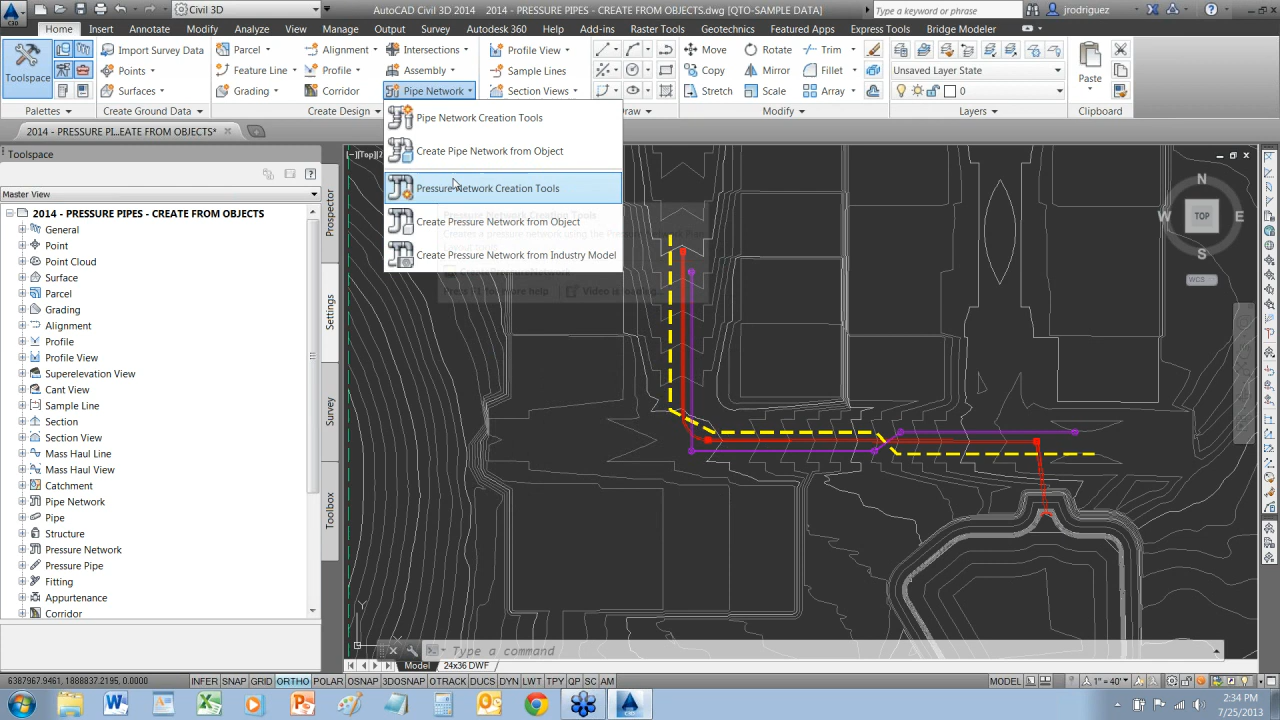 Civil 3D
AutoCAD Civil 3D 2014   2014 - PRESSURE PIPES - CREATE FROM OBJECTS.dwg [QTO-SAMPLE DATA]
Type a keyword or phrase
jrodriguez
Home Insert Annotate Modify Analyze View Manage Output Survey Autodesk 360 Help Add-ins Raster Tools Geotechnics Featured Apps Express Tools Bridge Modeler
Toolspace
Import Survey Data
Points
Surfaces
Parcel
Feature Line
Grading
Alignment
Profile
Corridor
Intersections
Assembly
Pipe Network
Profile View
Sample Lines
Section Views
Move
Copy
Stretch
Rotate
Mirror
Scale
Trim
Fillet
Array
Unsaved Layer State
0
Paste
Palettes
Create Ground Data
Create Design
Draw
Modify
Layers
Clipboard
2014 - PRESSURE PI...EATE FROM OBJECTS*
Pipe Network Creation Tools
Create Pipe Network from Object
Pressure Network Creation Tools
Create Pressure Network from Object
Create Pressure Network from Industry Model
Pressure Network Creation Tools
Toolspace
Master View
2014 - PRESSURE PIPES - CREATE FROM OBJECTS
General
Point
Point Cloud
Surface
Parcel
Grading
Alignment
Profile
Profile View
Superelevation View
Cant View
Sample Line
Section
Section View
Mass Haul Line
Mass Haul View
Catchment
Pipe Network
Pipe
Structure
Pressure Network
Pressure Pipe
Fitting
Appurtenance
Corridor
Prospector
Settings
Survey
Toolbox
N
W TOP E
S
WCS
Y
X
Type a command
Model 24x36 DWF
6387967.9461, 1888837.2195, 0.0000
INFER SNAP GRID ORTHO POLAR OSNAP 3DOSNAP OTRACK DUCS DYN LWT TPY QP SC AM
MODEL
1" = 40'
2:34 PM
7/25/2013